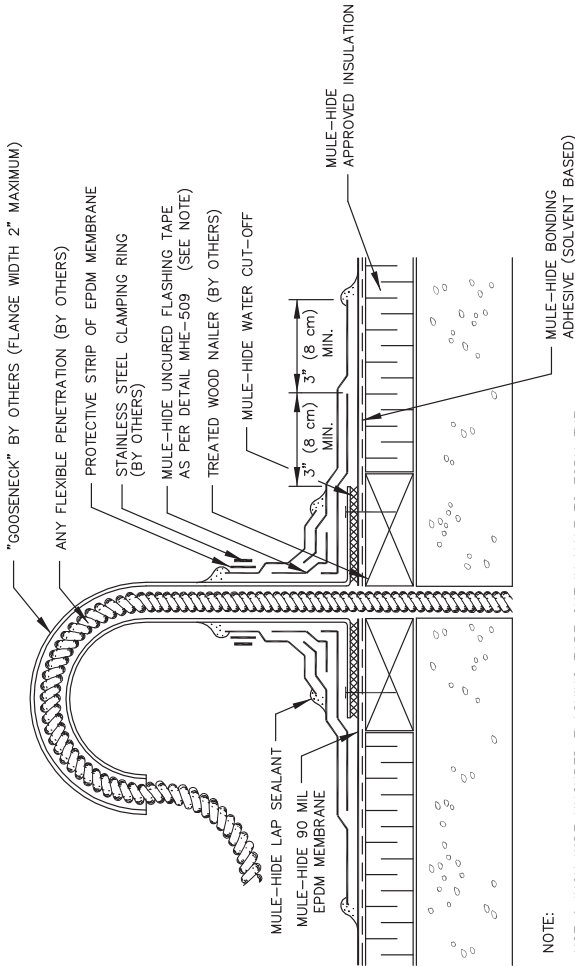 "GOOSENECK" BY OTHERS (FLANGE WIDTH 2" MAXIMUM)
ANY FLEXIBLE PENETRATION (BY OTHERS)
PROTECTIVE STRIP OF EPDM MEMBRANE
STAINLESS STEEL CLAMPING RING
(BY OTHERS)
MULE-HIDE UNCURED FLASHING TAPE
AS PER DETAIL MHE-509 (SEE NOTE)
TREATED WOOD NAILER (BY OTHERS)
MULE-HIDE WATER CUT-OFF
3" (8 cm)
MIN.
3" (8 cm)
MIN.
MULE-HIDE
APPROVED INSULATION
MULE-HIDE LAP SEALANT
MULE-HIDE 90 MIL
EPDM MEMBRANE
MULE-HIDE BONDING
ADHESIVE (SOLVENT BASED)
NOTE: